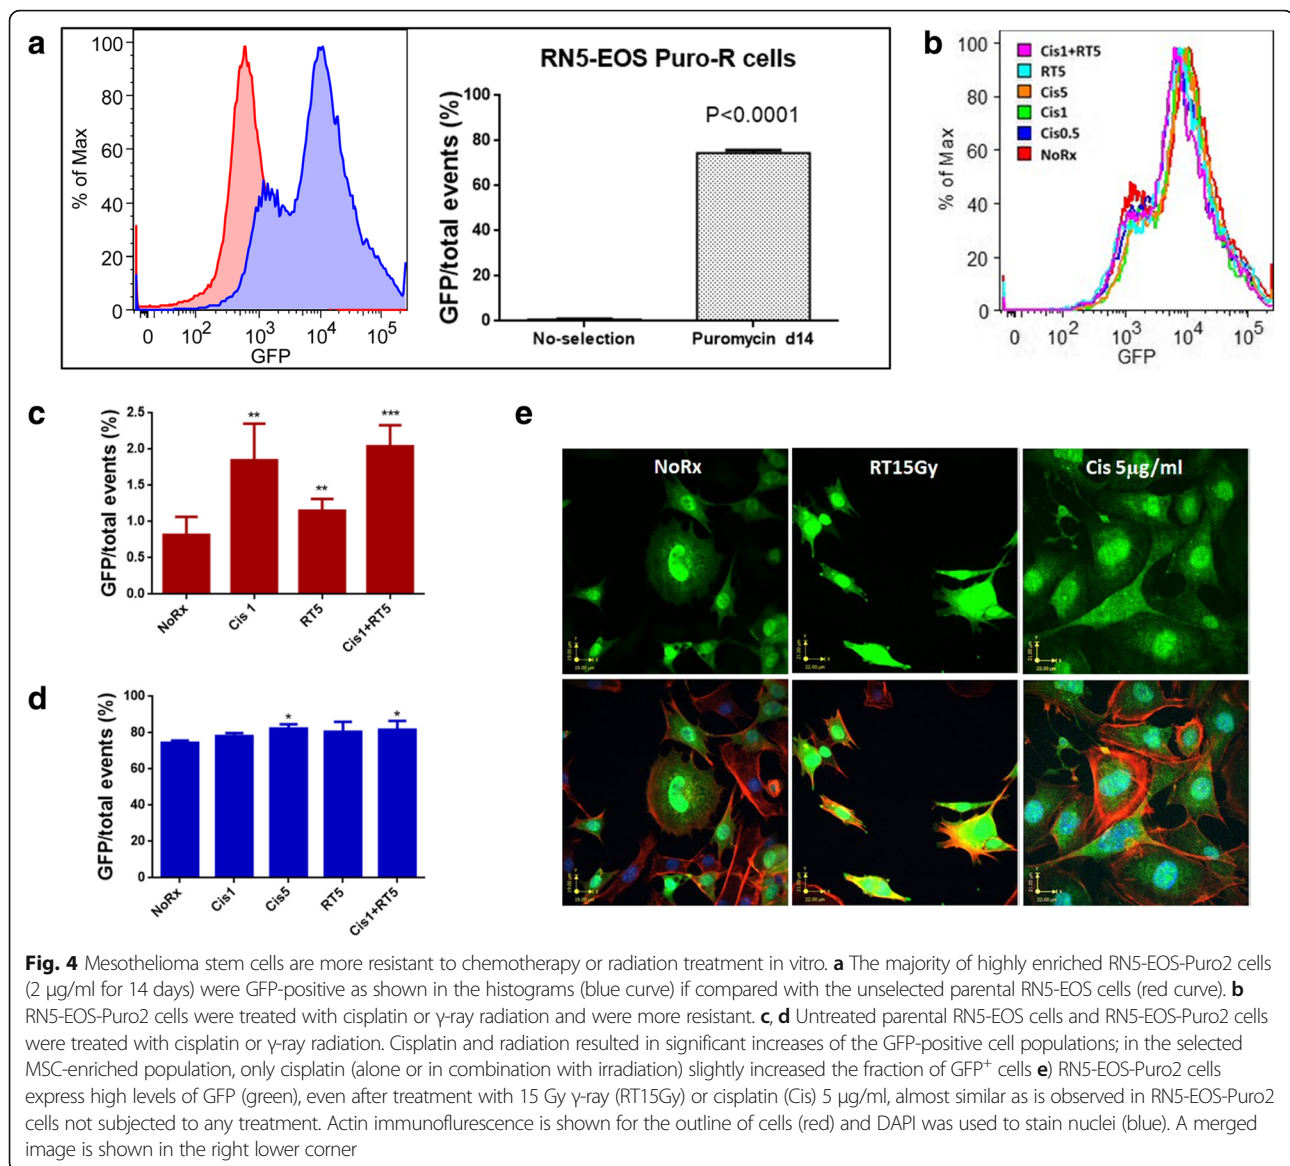 a
RN5-EOS Puro-R cells
% of Max
100
80
60
40
20
0
0
10²
10³
10⁴
10⁵
GFP
GFP/total events (%)
100
80
60
40
20
0
P<0.0001
No-selection
Puromycin d14
b
% of Max
100
80
60
40
20
0
Cis1+RT5
RT5
Cis5
Cis1
Cis0.5
NoRx
0
10²
10³
10⁴
10⁵
GFP
c
GFP/total events (%)
2.5
2.0
1.5
1.0
0.5
0.0
**
**
***
NoRx
Cis 1
RT5
Cis1+RT5
d
GFP/total events (%)
100
80
60
40
20
0
*
*
NoRx
Cis1
Cis5
RT5
Cis1+RT5
e
NoRx
RT15Gy
Cis 5µg/ml
Fig. 4 Mesothelioma stem cells are more resistant to chemotherapy or radiation treatment in vitro. a The majority of highly enriched RN5-EOS-Puro2 cells
(2 µg/ml for 14 days) were GFP-positive as shown in the histograms (blue curve) if compared with the unselected parental RN5-EOS cells (red curve). b
RN5-EOS-Puro2 cells were treated with cisplatin or γ-ray radiation and were more resistant. c, d Untreated parental RN5-EOS cells and RN5-EOS-Puro2 cells
were treated with cisplatin or γ-ray radiation. Cisplatin and radiation resulted in significant increases of the GFP-positive cell populations; in the selected
MSC-enriched population, only cisplatin (alone or in combination with irradiation) slightly increased the fraction of GFP⁺ cells e) RN5-EOS-Puro2 cells
express high levels of GFP (green), even after treatment with 15 Gy γ-ray (RT15Gy) or cisplatin (Cis) 5 µg/ml, almost similar as is observed in RN5-EOS-Puro2
cells not subjected to any treatment. Actin immunoflurescence is shown for the outline of cells (red) and DAPI was used to stain nuclei (blue). A merged
image is shown in the right lower corner